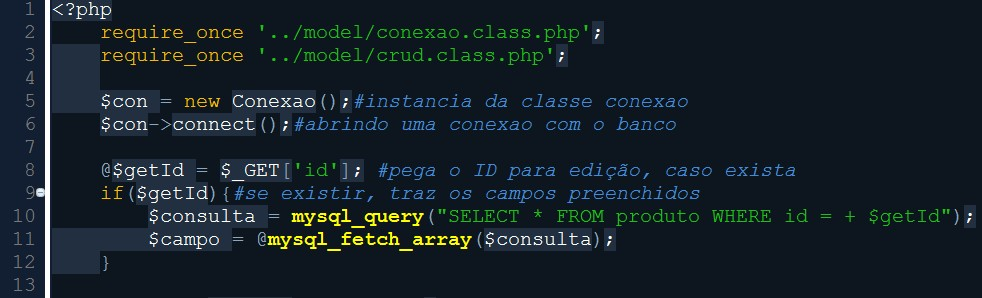 1 <?php
2 require_once '../model/conexao.class.php';
3 require_once '../model/crud.class.php';
4
5 $con = new Conexao();#instancia da classe conexao
6 $con->connect();#abrindo uma conexao com o banco
7
8 @$getId = $_GET['id']; #pega o ID para edição, caso exista
9 if($getId){#se existir, traz os campos preenchidos
10 $consulta = mysql_query("SELECT * FROM produto WHERE id = + $getId");
11 $campo = @mysql_fetch_array($consulta);
12 }
13